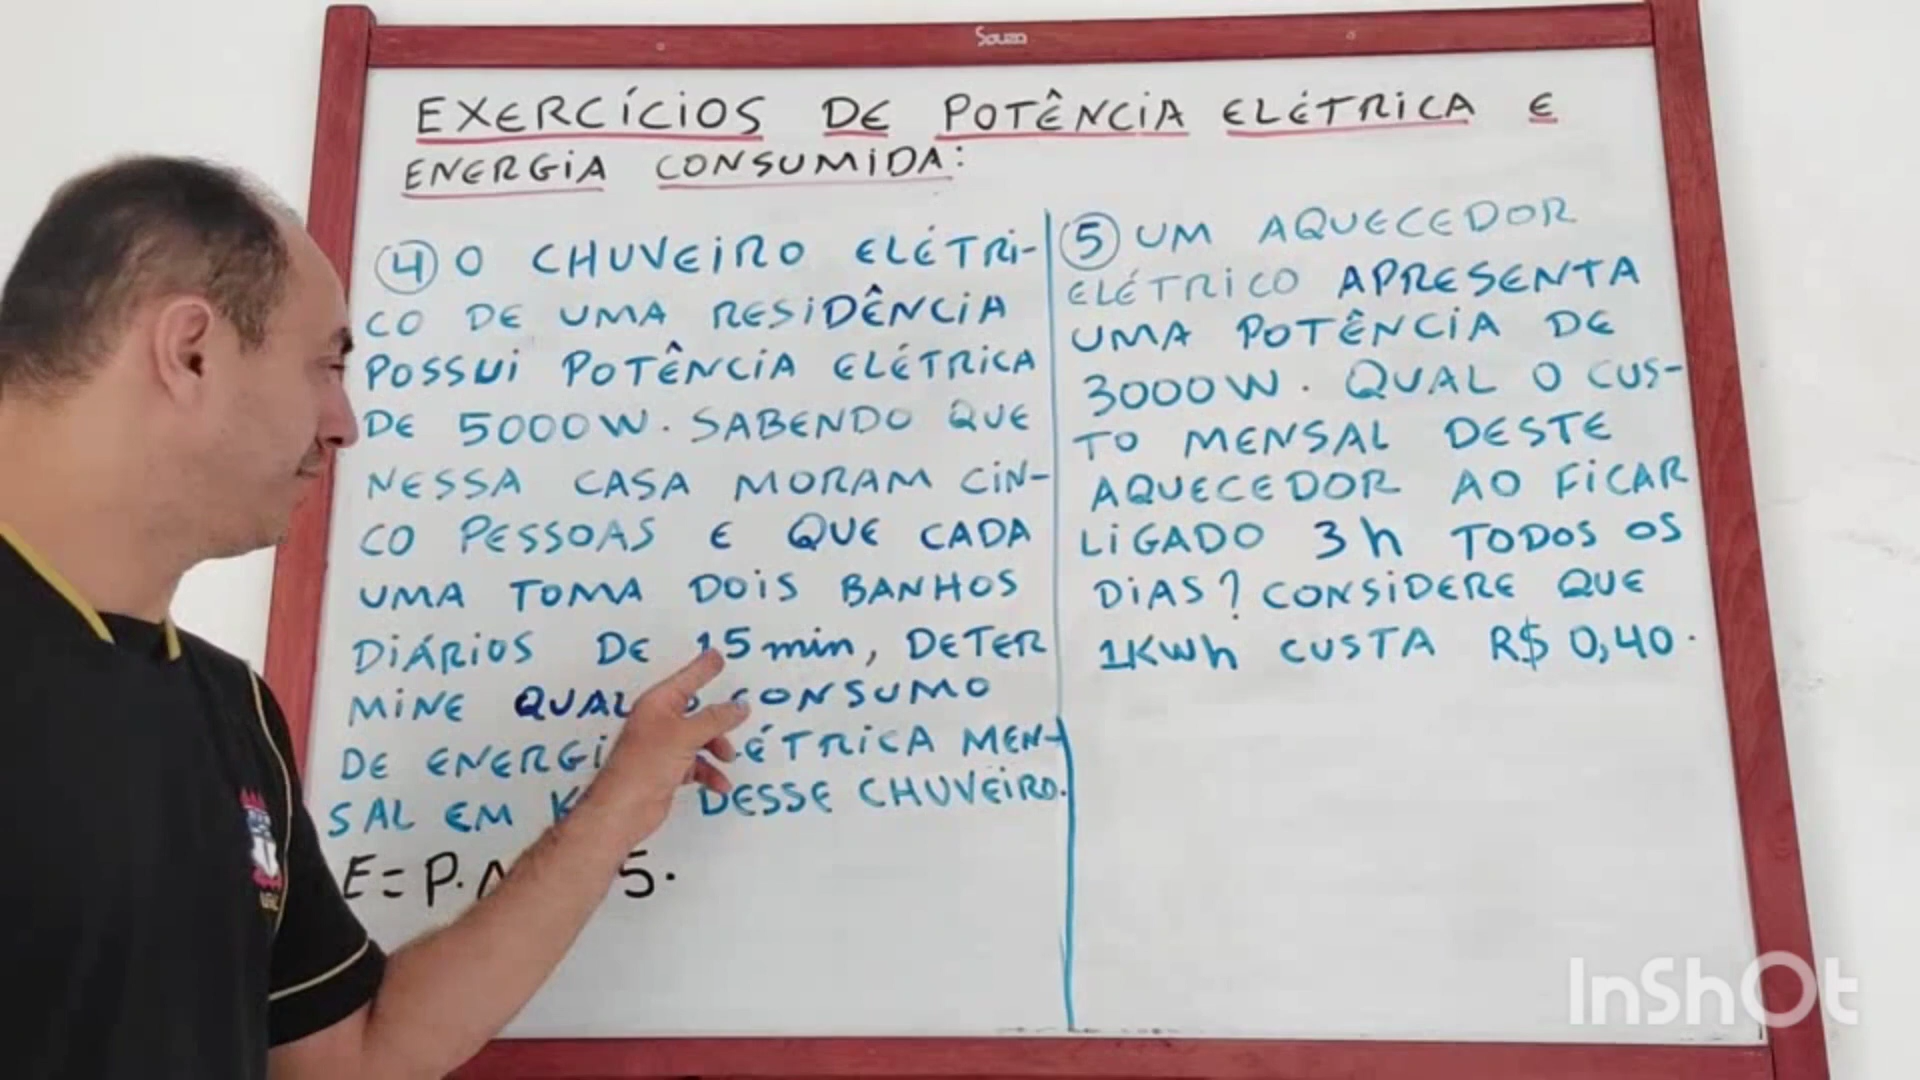 Souza
EXERCÍCIOS DE POTÊNCIA ELÉTRICA E
ENERGIA CONSUMIDA:
4 O CHUVEIRO ELÉTRI-
CO DE UMA RESIDÊNCIA
POSSUI POTÊNCIA ELÉTRICA
DE 5000W. SABENDO QUE
NESSA CASA MORAM CIN-
CO PESSOAS E QUE CADA
UMA TOMA DOIS BANHOS
DIÁRIOS DE 15 min, DETER
MINE QUAL O CONSUMO
DE ENERGI
MEN-
SAL EM DESSE CHUVEIRO.
E = P. 5.
5 UM AQUECEDOR
ELÉTRICO APRESENTA
UMA POTÊNCIA DE
3000W. QUAL O CUS-
TO MENSAL DESTE
AQUECEDOR AO FICAR
LIGADO 3h TODOS OS
DIAS? CONSIDERE QUE
1KWh CUSTA R$ 0,40.
InShOt